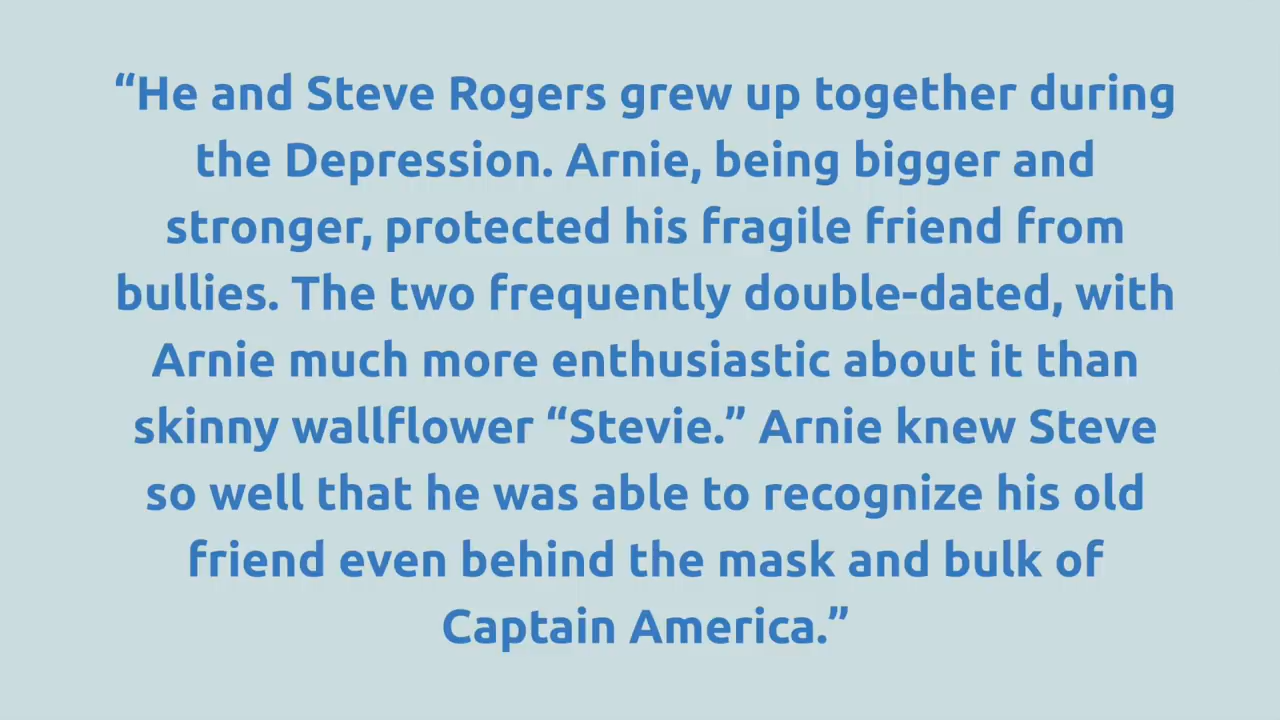 “He and Steve Rogers grew up together during
the Depression. Arnie, being bigger and
stronger, protected his fragile friend from
bullies. The two frequently double-dated, with
Arnie much more enthusiastic about it than
skinny wallflower “Stevie.” Arnie knew Steve
so well that he was able to recognize his old
friend even behind the mask and bulk of
Captain America.”